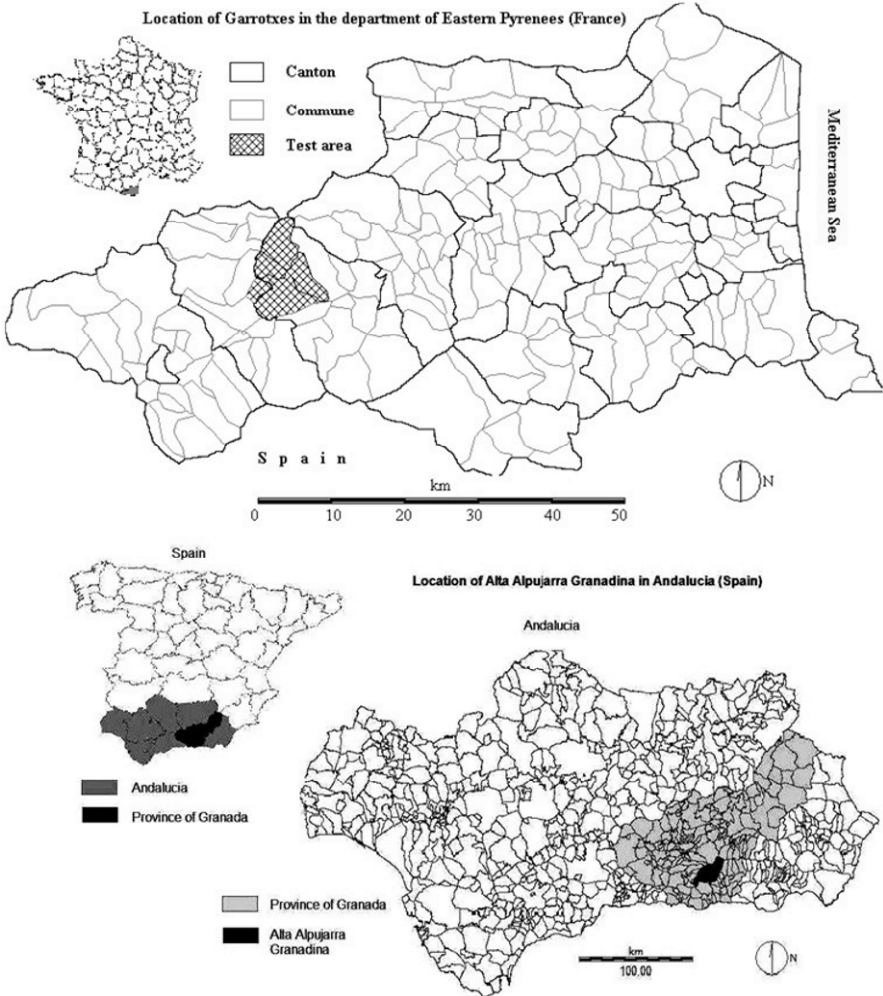 Location of Garrotxes in the department of Eastern Pyrenees (France)
Canton
Commune
Test area
Mediterranean Sea
Spain
km
0 10 20 30 40 50
N
Spain
Location of Alta Alpujarra Granadina in Andalucia (Spain)
Andalucia
Andalucia
Province of Granada
Province of Granada
Alta Alpujarra
Granadina
km
100,00
N